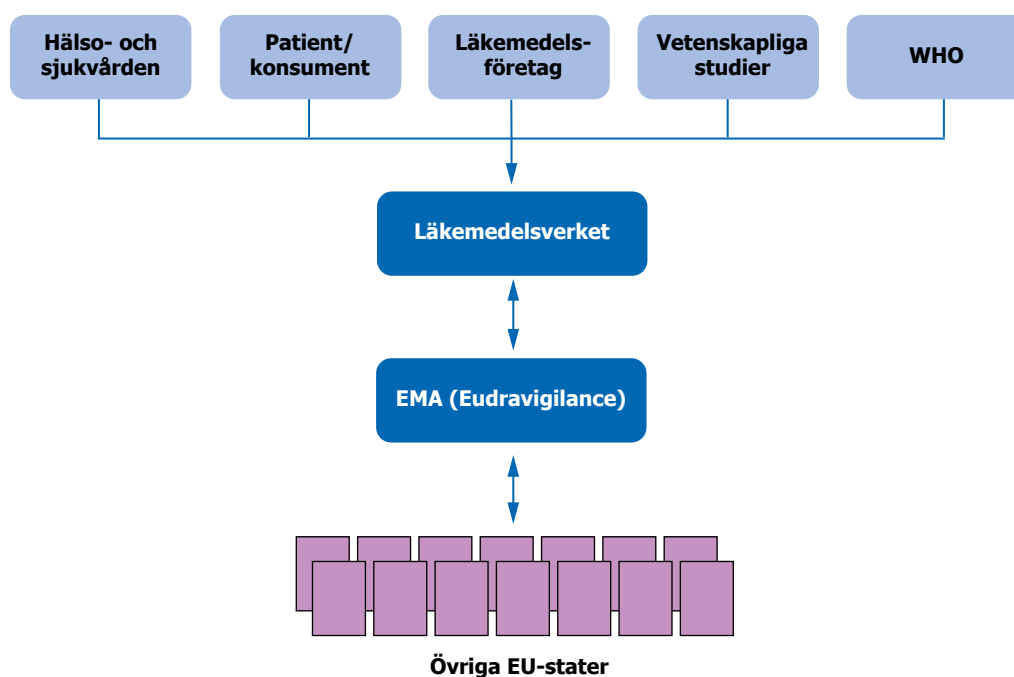 Hälso- och
sjukvården
Patient/
konsument
Läkemedels-
företag
Vetenskapliga
studier
WHO
Läkemedelsverket
EMA (Eudravigilance)
Övriga EU-stater